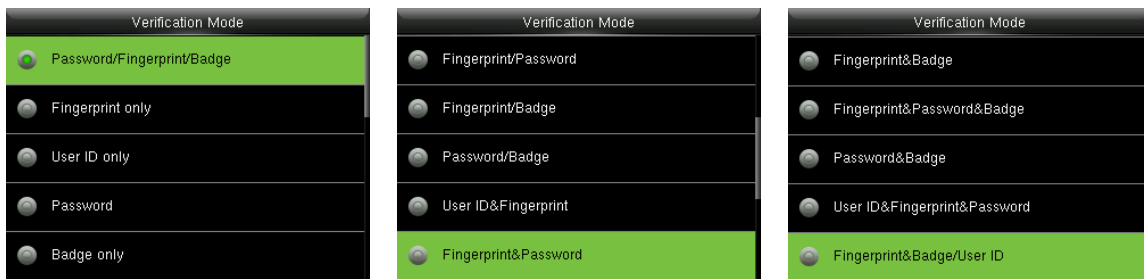 Verification Mode
Password/Fingerprint/Badge
Fingerprint only
User ID only
Password
Badge only
Verification Mode
Fingerprint/Password
Fingerprint/Badge
Password/Badge
User ID&Fingerprint
Fingerprint&Password
Verification Mode
Fingerprint&Badge
Fingerprint&Password&Badge
Password&Badge
User ID&Fingerprint&Password
Fingerprint&Badge/User ID